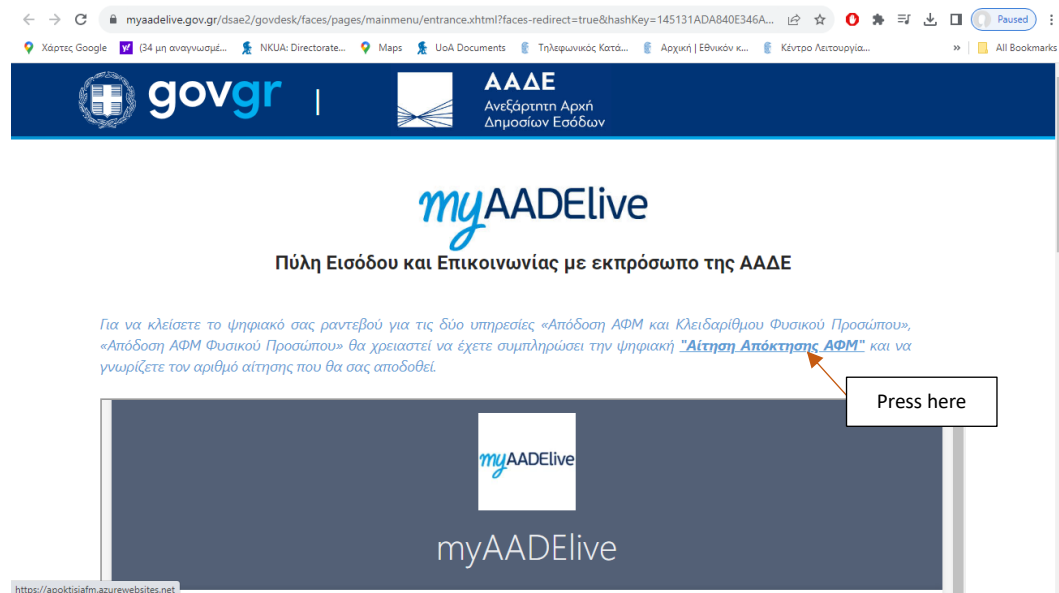 myaadelive.gov.gr/dsae2/govdesk/faces/pages/mainmenu/entrance.xhtml?faces-redirect=true&hashKey=145131ADA840E346A... Paused
Χάρτες Google (34 μη αναγνωσμέ... NKUA: Directorate... Maps UoA Documents Τηλεφωνικός Κατά... Αρχική | Εθνικόν κ... Κέντρο Λειτουργία... » All Bookmarks
govgr | ΑΑΔΕ
Ανεξάρτητη Αρχή
Δημοσίων Εσόδων
myAADElive
Πύλη Εισόδου και Επικοινωνίας με εκπρόσωπο της ΑΑΔΕ
Για να κλείσετε το ψηφιακό σας ραντεβού για τις δύο υπηρεσίες «Απόδοση ΑΦΜ και Κλειδαρίθμου Φυσικού Προσώπου»,
«Απόδοση ΑΦΜ Φυσικού Προσώπου» θα χρειαστεί να έχετε συμπληρώσει την ψηφιακή "Αίτηση Απόκτησης ΑΦΜ" και να
γνωρίζετε τον αριθμό αίτησης που θα σας αποδοθεί.
Press here
myAADElive
myAADElive
https://apoktisiafm.azurewebsites.net